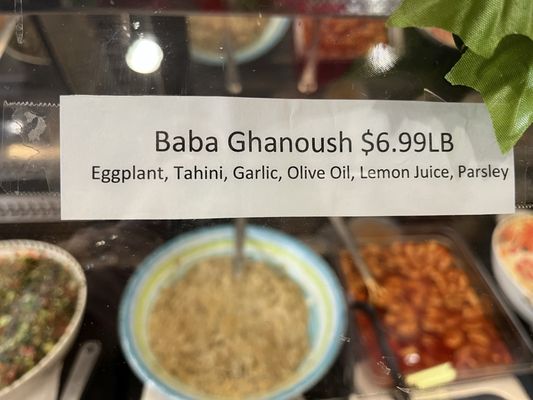 Baba Ghanoush $6.99LB
Eggplant, Tahini, Garlic, Olive Oil, Lemon Juice, Parsley